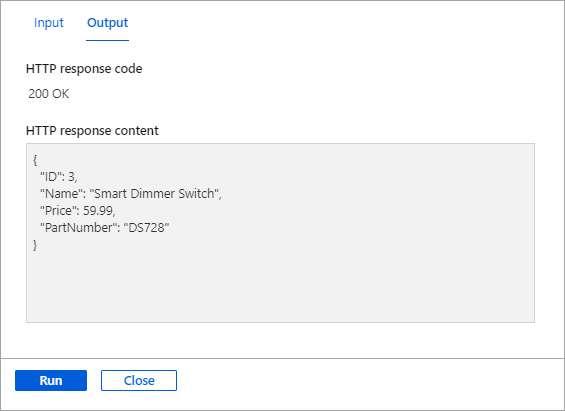 Input Output
HTTP response code
200 OK
HTTP response content
{
"ID": 3,
"Name": "Smart Dimmer Switch",
"Price": 59.99,
"PartNumber": "DS728"
}
Run Close